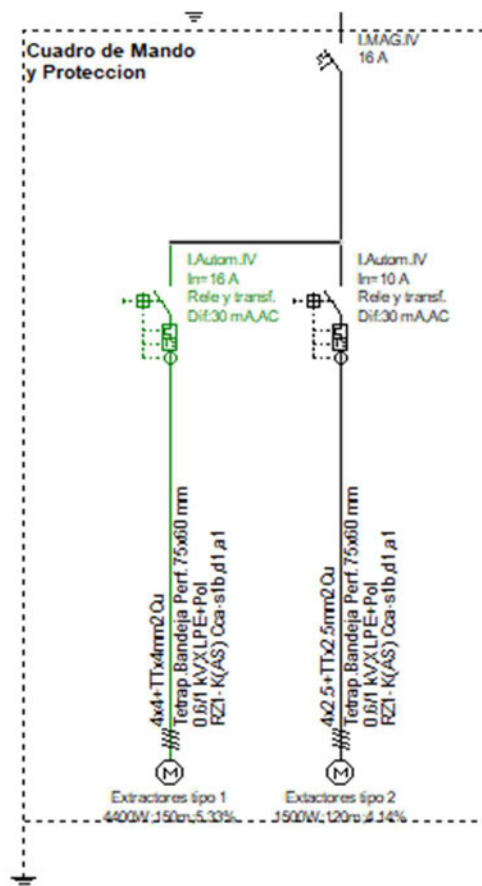 Cuadro de Mando
y Proteccion
I.MAG.IV
16 A
I.Autom.IV
In=16 A
Rele y transf.
Dif:30 mA,AC
I.Autom.IV
In=10 A
Rele y transf.
Dif:30 mA,AC
4x4+TTx4mm2Cu
Tetrap.Bandeja Perf.75x60 mm
0.6/1 kV,XLPE+Pol
RZ1-K(AS) Cca-s1b,d1,a1
4x2.5+TTx2.5mm2Cu
Tetrap.Bandeja Perf.75x60 mm
0.6/1 kV,XLPE+Pol
RZ1-K(AS) Cca-s1b,d1,a1
M
M
Extractores tipo 1
4400W;150m;5.33%
Extactores tipo 2
1500W;120m;4.14%